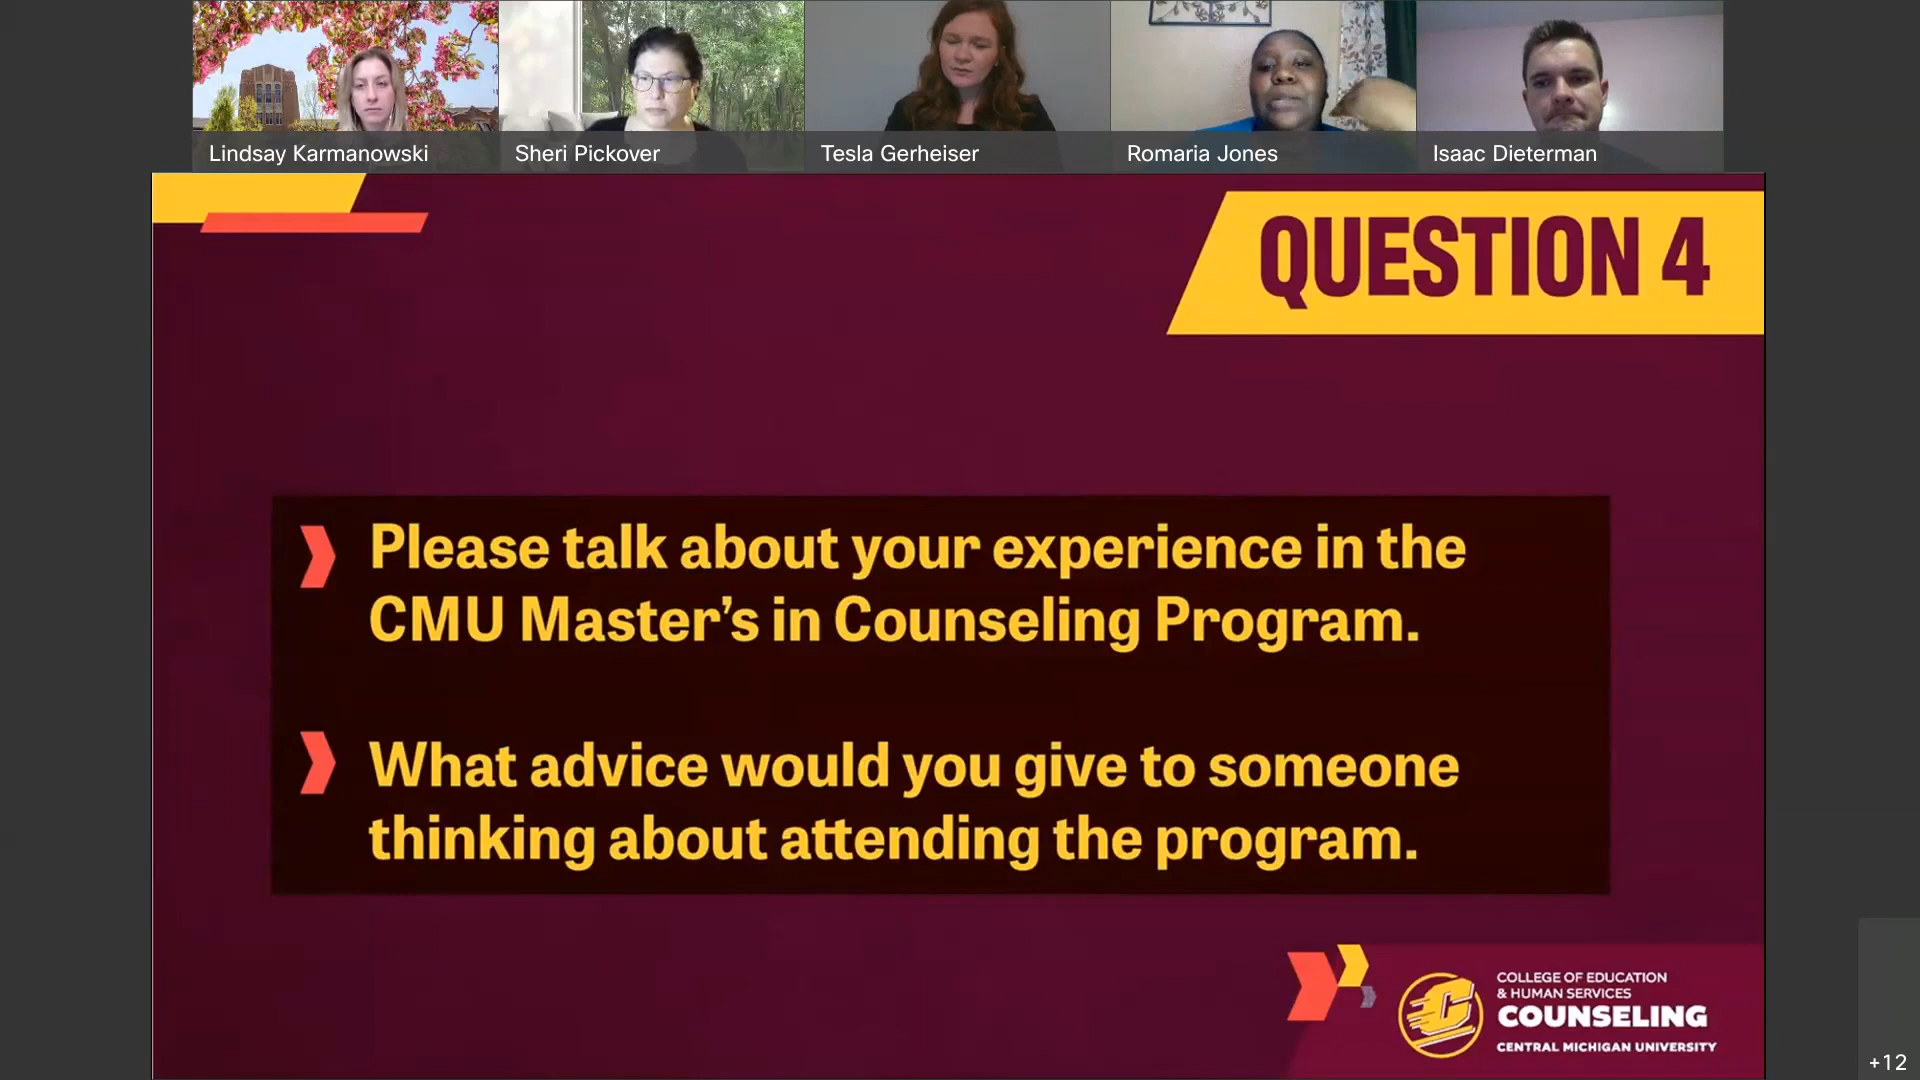 Lindsay Karmanowski
Sheri Pickover
Tesla Gerheiser
Romaria Jones
Isaac Dieterman
QUESTION 4
Please talk about your experience in the
CMU Master’s in Counseling Program.
What advice would you give to someone
thinking about attending the program.
C
COLLEGE OF EDUCATION
& HUMAN SERVICES
COUNSELING
CENTRAL MICHIGAN UNIVERSITY
+12